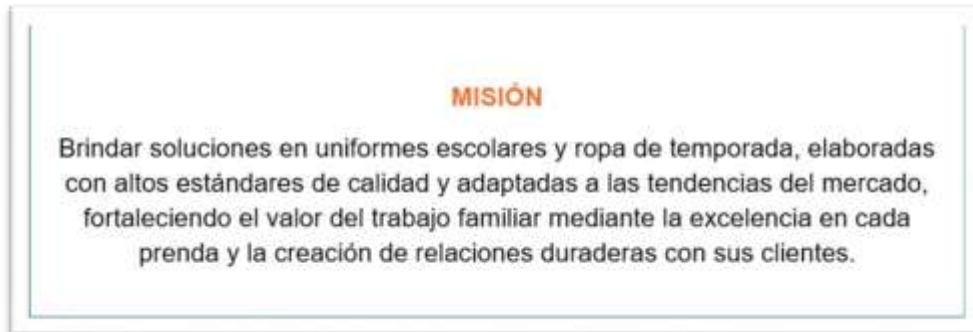 MISIÓN
Brindar soluciones en uniformes escolares y ropa de temporada, elaboradas
con altos estándares de calidad y adaptadas a las tendencias del mercado,
fortaleciendo el valor del trabajo familiar mediante la excelencia en cada
prenda y la creación de relaciones duraderas con sus clientes.